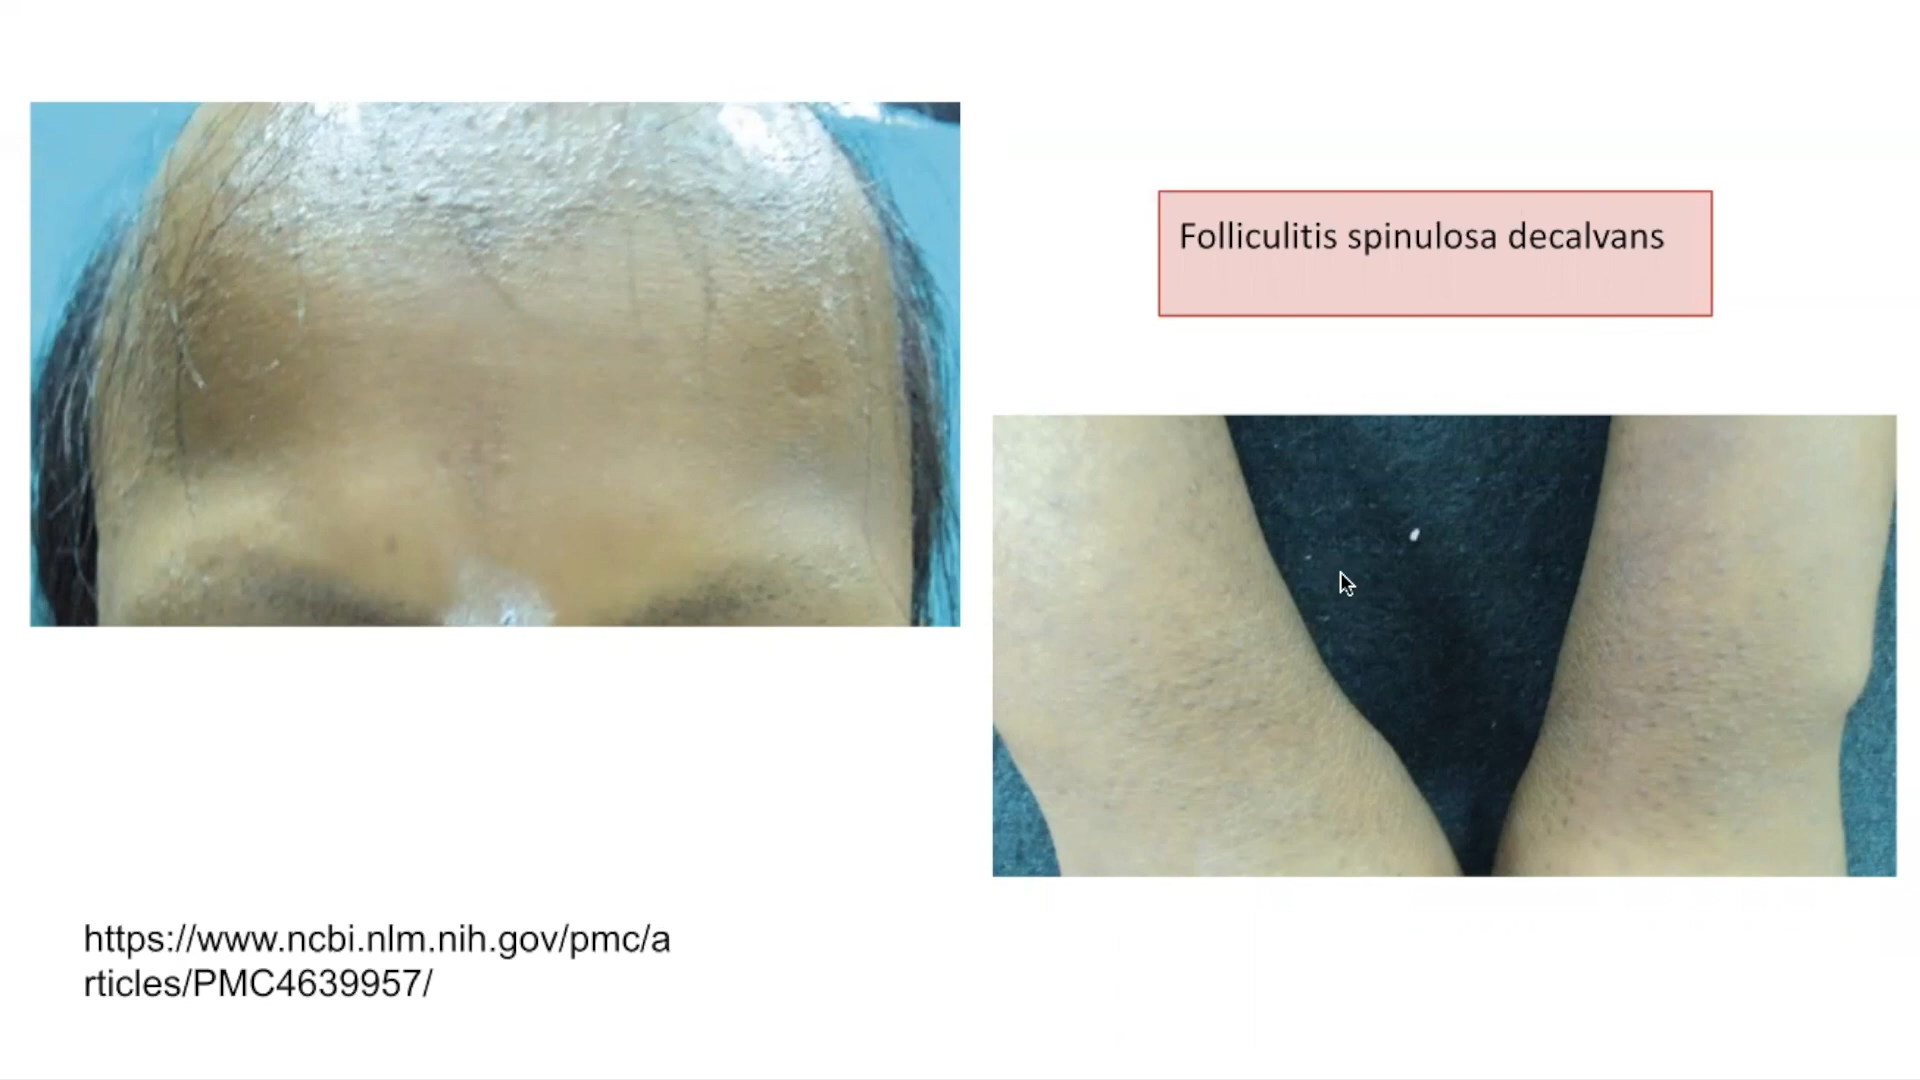 Folliculitis spinulosa decalvans
https://www.ncbi.nlm.nih.gov/pmc/a
rticles/PMC4639957/